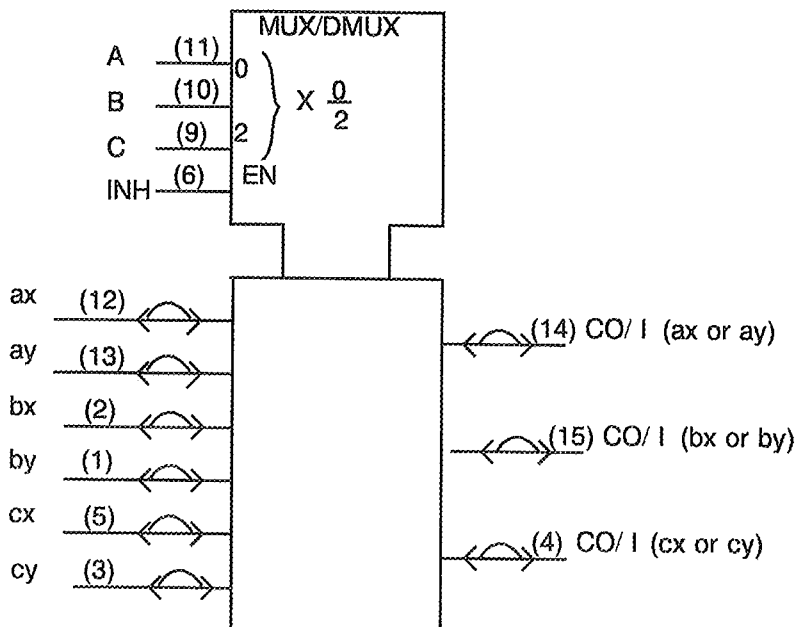 MUX/DMUX
A (11) 0
B (10) X 0/2
C (9) 2
INH (6) EN
ax (12)
(14) CO/ I (ax or ay)
ay (13)
bx (2)
(15) CO/ I (bx or by)
by (1)
cx (5)
(4) CO/ I (cx or cy)
cy (3)